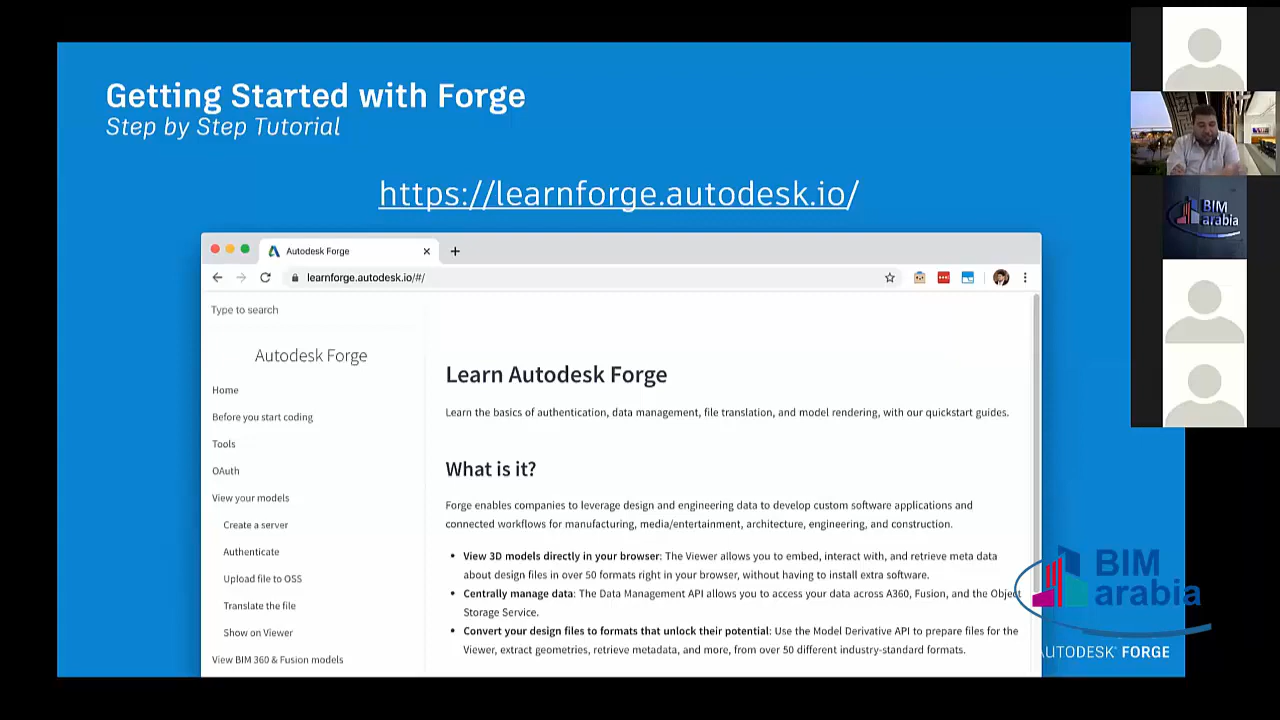 Getting Started with Forge
Step by Step Tutorial
https://learnforge.autodesk.io/
Autodesk Forge
learnforge.autodesk.io/#/
Type to search
Autodesk Forge
Home
Before you start coding
Tools
OAuth
View your models
Create a server
Authenticate
Upload file to OSS
Translate the file
Show on Viewer
View BIM 360 & Fusion models
Learn Autodesk Forge
Learn the basics of authentication, data management, file translation, and model rendering, with our quickstart guides.
What is it?
Forge enables companies to leverage design and engineering data to develop custom software applications and
connected workflows for manufacturing, media/entertainment, architecture, engineering, and construction.
• View 3D models directly in your browser: The Viewer allows you to embed, interact with, and retrieve meta data
about design files in over 50 formats right in your browser, without having to install extra software.
• Centrally manage data: The Data Management API allows you to access your data across A360, Fusion, and the Object
Storage Service.
• Convert your design files to formats that unlock their potential: Use the Model Derivative API to prepare files for the
Viewer, extract geometries, retrieve metadata, and more, from over 50 different industry-standard formats.
BIM
arabia
BIM
arabia
AUTODESK® FORGE